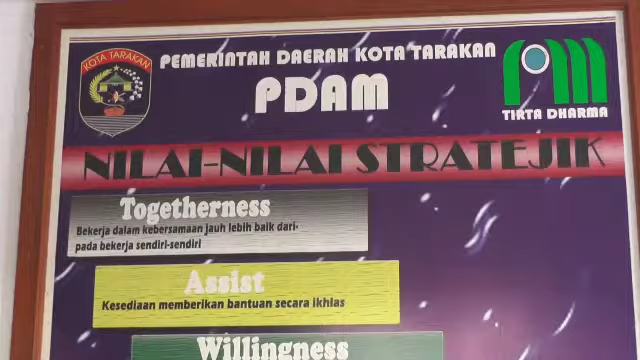 KOTA TARAKAN
PEMERINTAH DAERAH KOTA TARAKAN
PDAM
TIRTA DHARMA
NILAI-NILAI STRATEJIK
Togetherness
Bekerja dalam kebersamaan jauh lebih baik dari-
pada bekerja sendiri-sendiri
Assist
Kesediaan memberikan bantuan secara ikhlas
Willingness